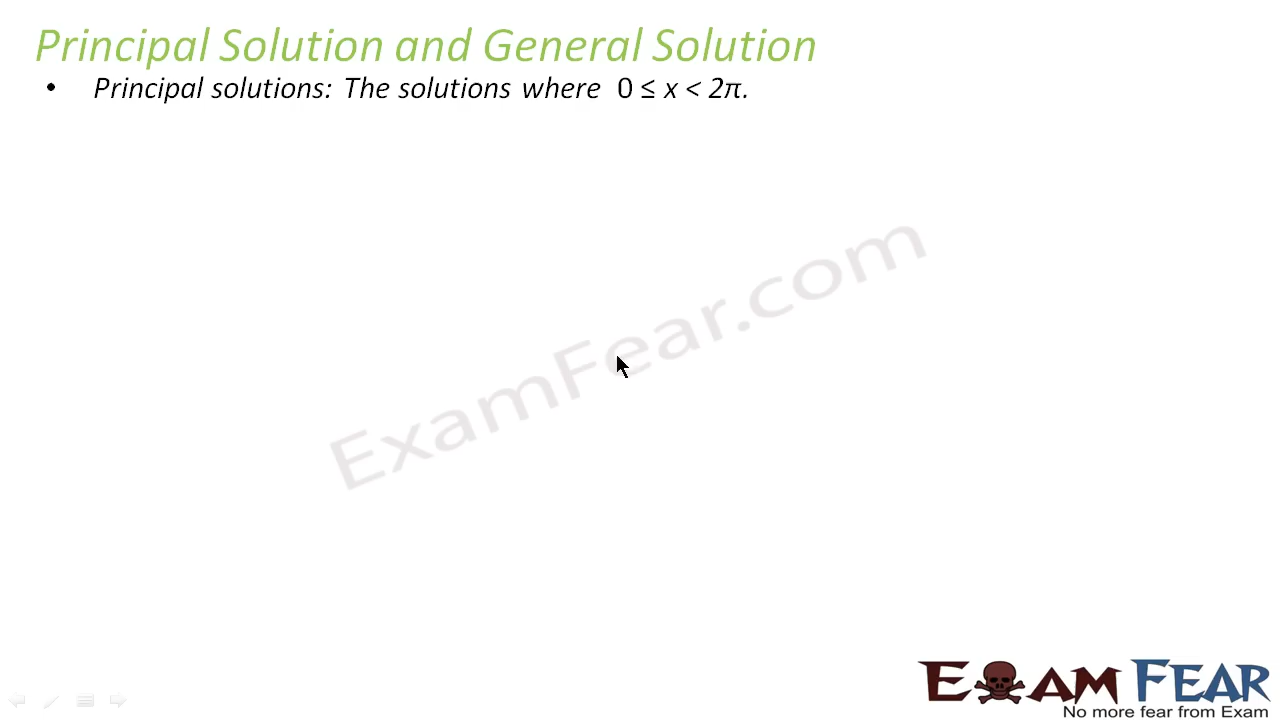 Principal Solution and General Solution
• Principal solutions: The solutions where 0 ≤ x < 2π.
ExamFear.com
EXAM FEAR
No more fear from Exam